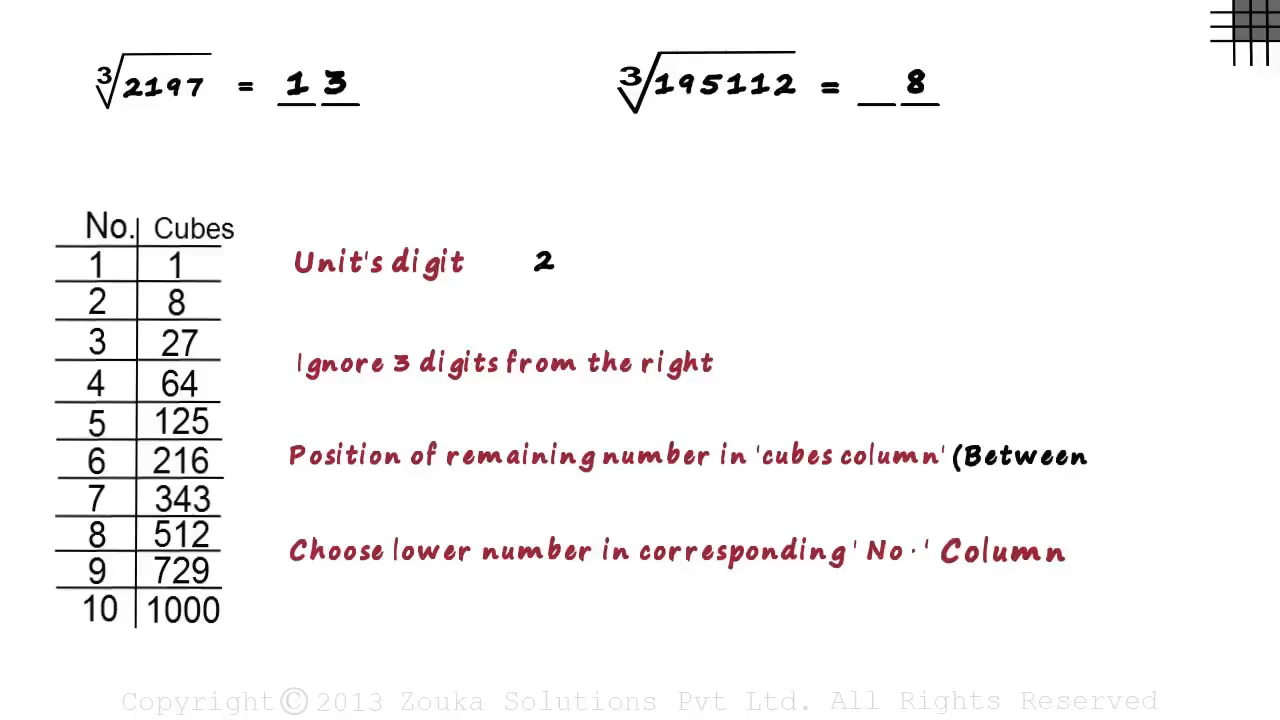 ∛2197 = 1 3
∛195112 = _ 8
No. Cubes
1 1
2 8
3 27
4 64
5 125
6 216
7 343
8 512
9 729
10 1000
Unit's digit 2
Ignore 3 digits from the right
Position of remaining number in 'cubes column' (Between
Choose lower number in corresponding 'No.' Column
Copyright© 2013 Zouka Solutions Pvt Ltd. All Rights Reserved